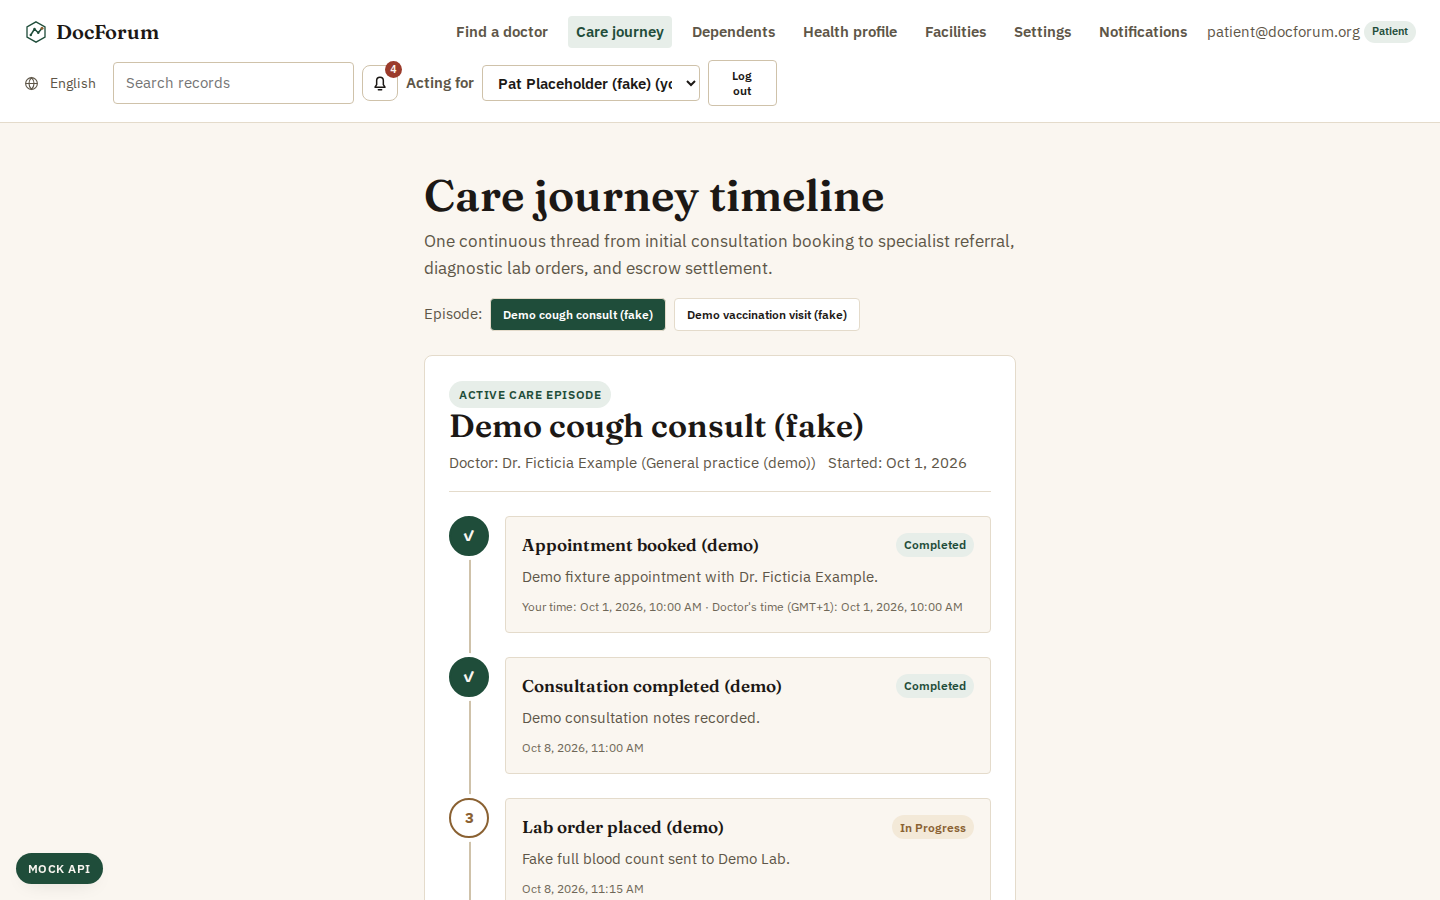 DocForum
Find a doctor
Care journey
Dependents
Health profile
Facilities
Settings
Notifications
patient@docforum.org
Patient
English
Search records
4
Acting for
Pat Placeholder (fake) (yo
Log out
Care journey timeline
One continuous thread from initial consultation booking to specialist referral,
diagnostic lab orders, and escrow settlement.
Episode:
Demo cough consult (fake)
Demo vaccination visit (fake)
ACTIVE CARE EPISODE
Demo cough consult (fake)
Doctor: Dr. Ficticia Example (General practice (demo)) Started: Oct 1, 2026
Appointment booked (demo)
Completed
Demo fixture appointment with Dr. Ficticia Example.
Your time: Oct 1, 2026, 10:00 AM · Doctor's time (GMT+1): Oct 1, 2026, 10:00 AM
Consultation completed (demo)
Completed
Demo consultation notes recorded.
Oct 8, 2026, 11:00 AM
3
Lab order placed (demo)
In Progress
Fake full blood count sent to Demo Lab.
Oct 8, 2026, 11:15 AM
MOCK API